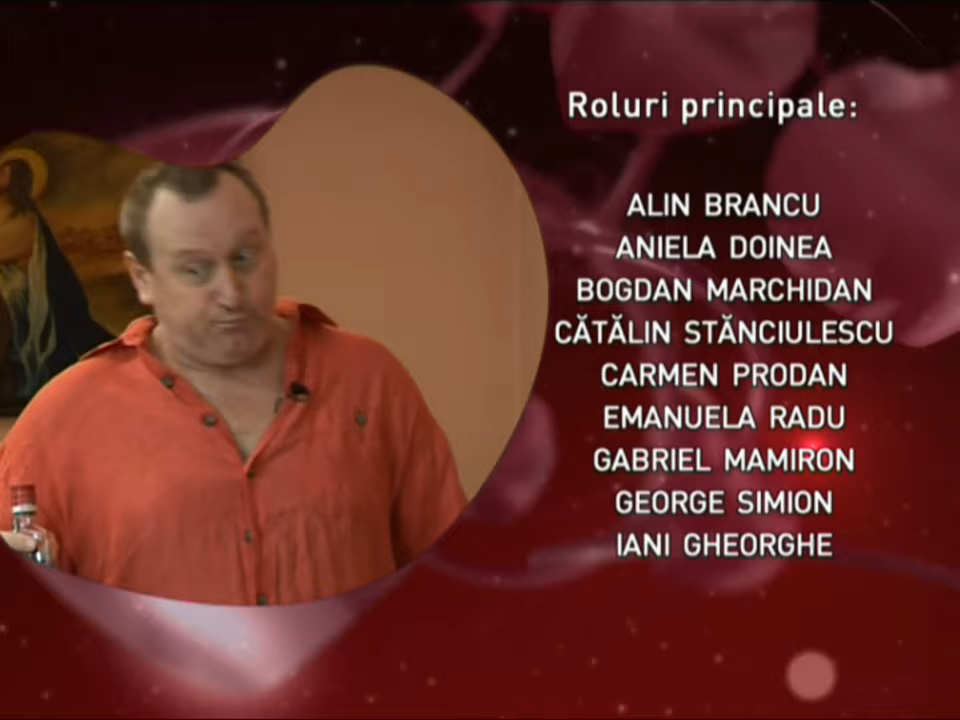 Roluri principale:
ALIN BRANCU
ANIELA DOINEA
BOGDAN MARCHIDAN
CĂTĂLIN STĂNCIULESCU
CARMEN PRODAN
EMANUELA RADU
GABRIEL MAMIRON
GEORGE SIMION
IANI GHEORGHE